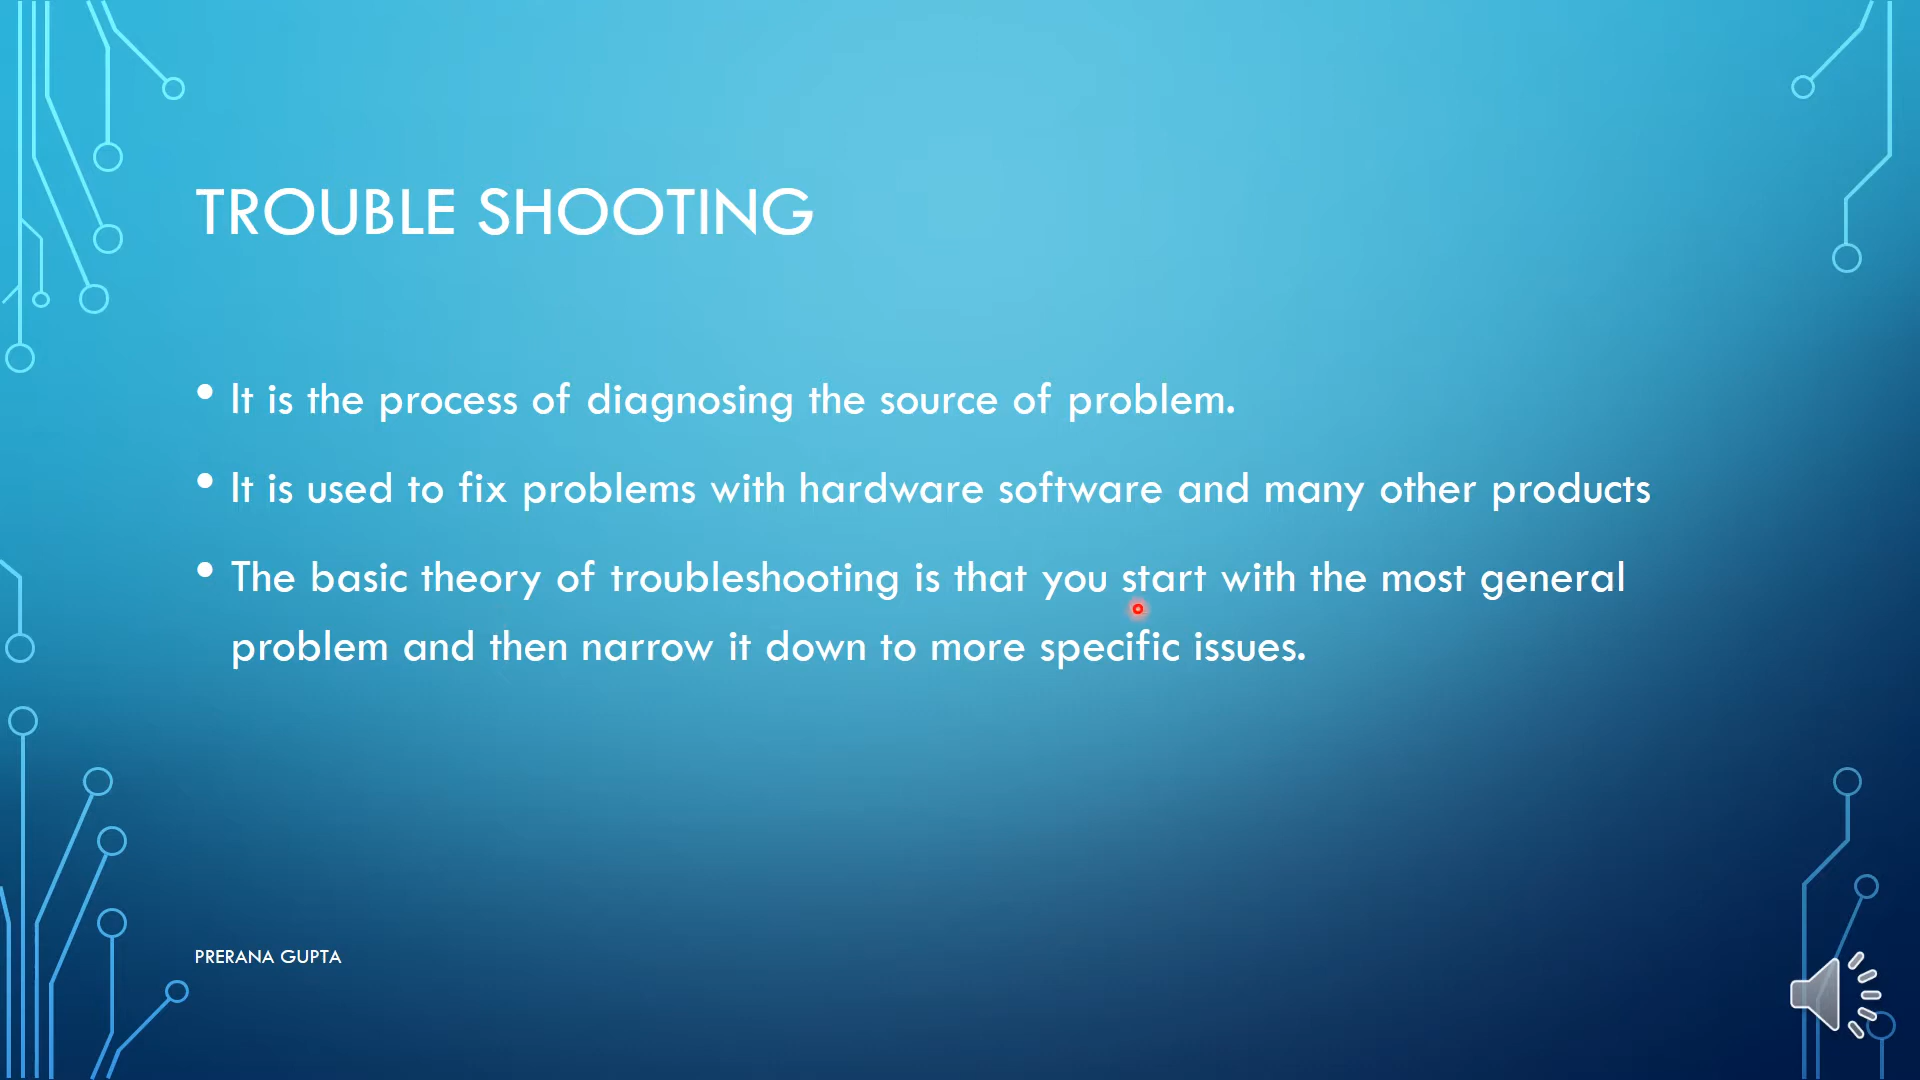 TROUBLE SHOOTING
• It is the process of diagnosing the source of problem.
• It is used to fix problems with hardware software and many other products
• The basic theory of troubleshooting is that you start with the most general
problem and then narrow it down to more specific issues.
PRERANA GUPTA